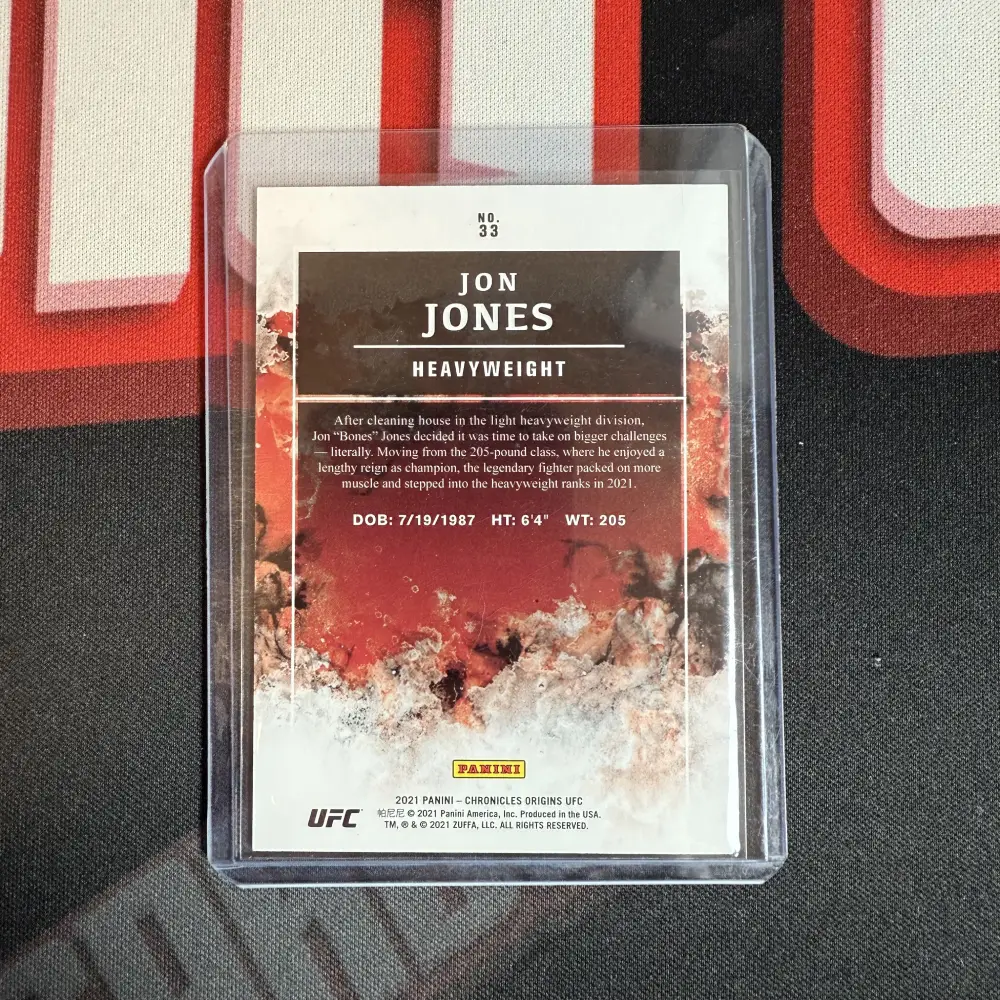 NO.
33
JON
JONES
HEAVYWEIGHT
After cleaning house in the light heavyweight division,
Jon “Bones” Jones decided it was time to take on bigger challenges
— literally. Moving from the 205-pound class, where he enjoyed a
lengthy reign as champion, the legendary fighter packed on more
muscle and stepped into the heavyweight ranks in 2021.
DOB: 7/19/1987 HT: 6'4" WT: 205
PANINI
2021 PANINI – CHRONICLES ORIGINS UFC
UFC 帕尼尼 © 2021 Panini America, Inc. Produced in the USA.
TM, ® & © 2021 ZUFFA, LLC. ALL RIGHTS RESERVED.